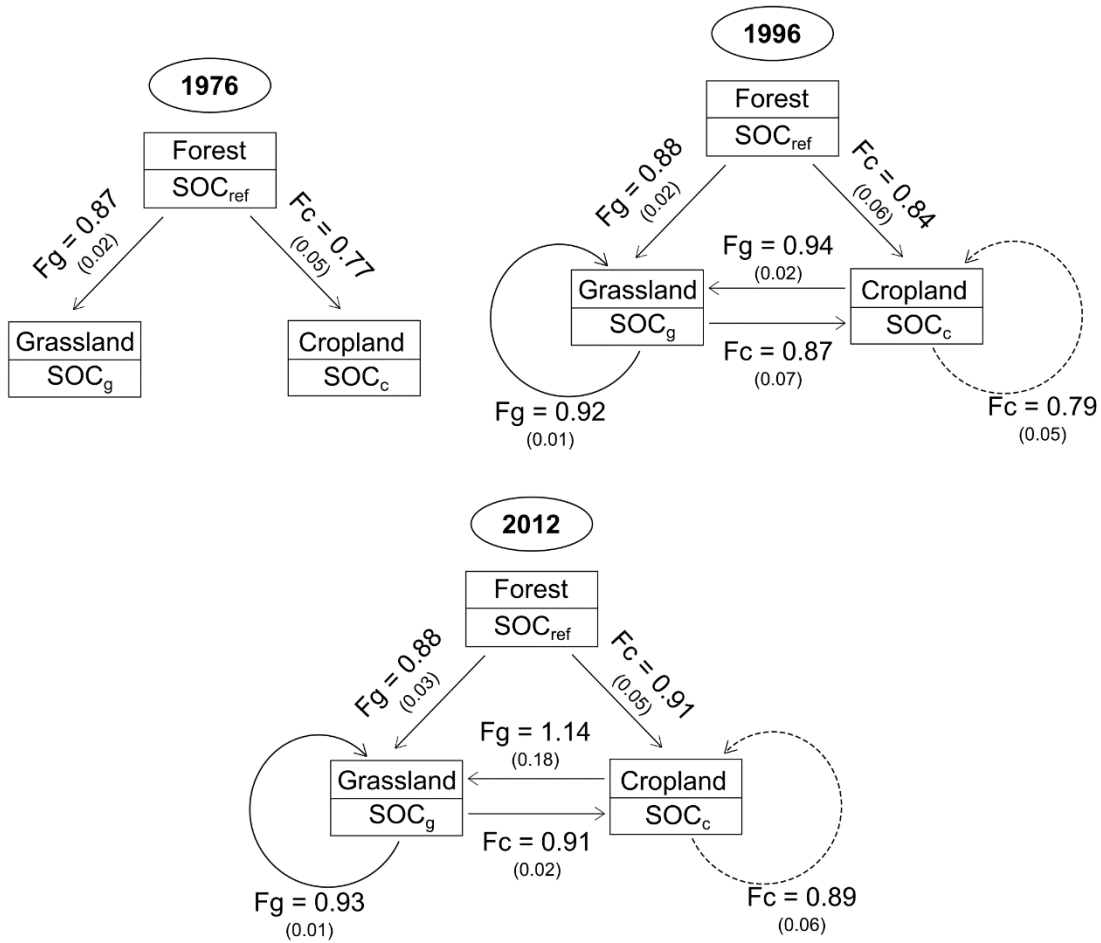 1976
Forest
SOCref
Fg = 0.87
(0.02)
Fc = 0.77
(0.05)
Grassland
SOCg
Cropland
SOCc
1996
Forest
SOCref
Fg = 0.88
(0.02)
Fc = 0.84
(0.06)
Fg = 0.94
(0.02)
Grassland
SOCg
Cropland
SOCc
Fc = 0.87
(0.07)
Fg = 0.92
(0.01)
Fc = 0.79
(0.05)
2012
Forest
SOCref
Fg = 0.88
(0.03)
Fc = 0.91
(0.05)
Fg = 1.14
(0.18)
Grassland
SOCg
Cropland
SOCc
Fc = 0.91
(0.02)
Fg = 0.93
(0.01)
Fc = 0.89
(0.06)